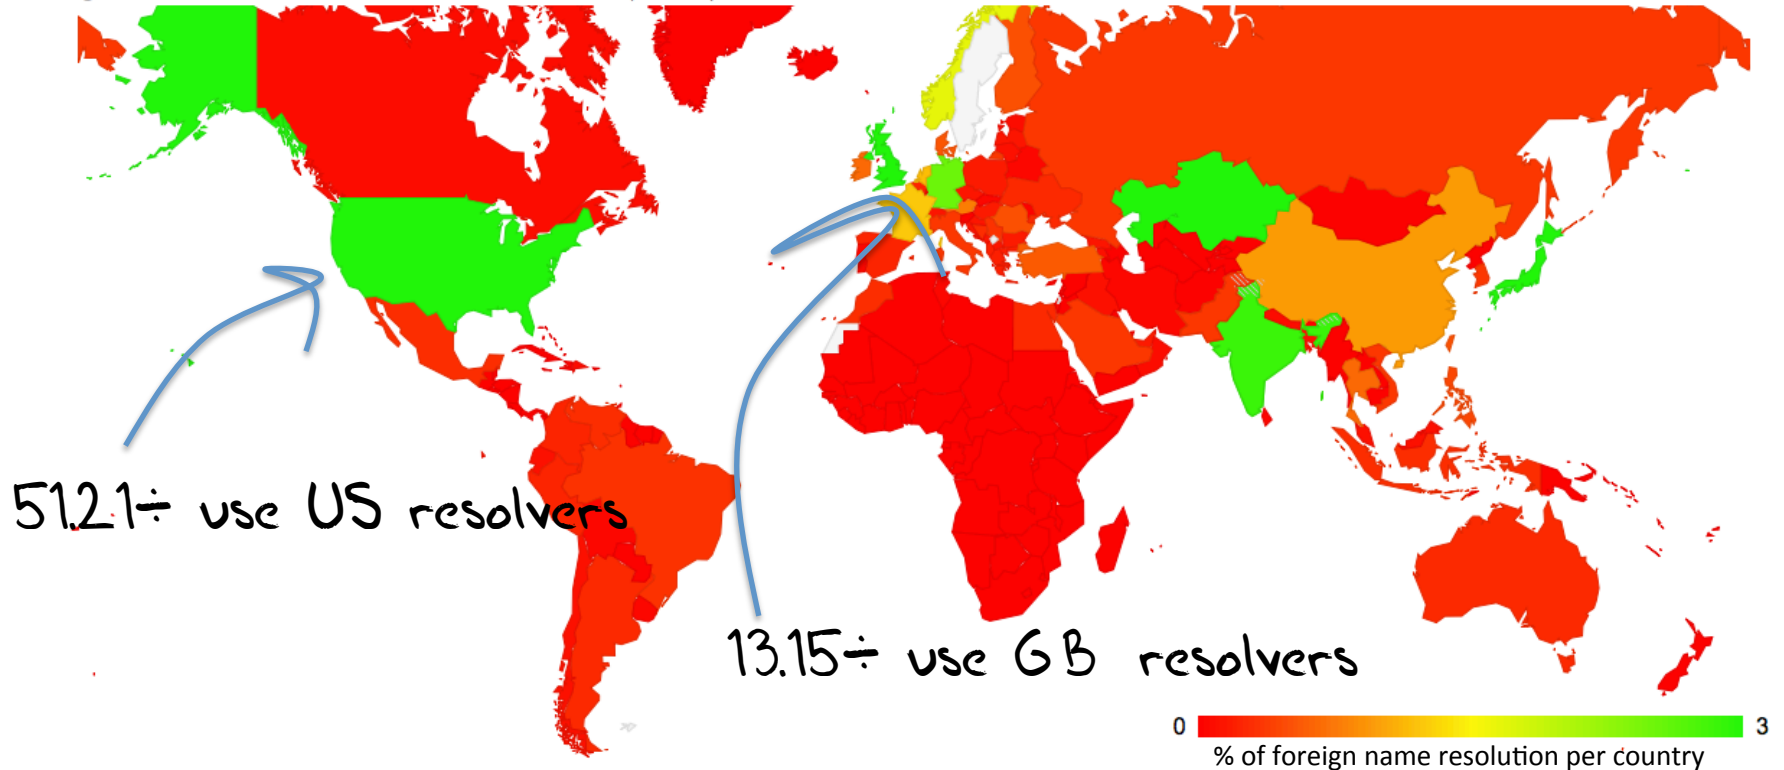 51.21÷ use US resolvers
13.15÷ use GB resolvers
0 3
% of foreign name resolution per country